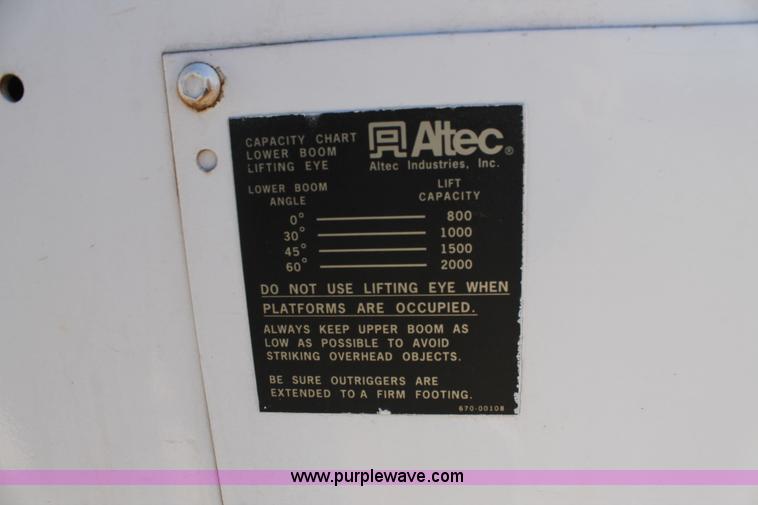 CAPACITY CHART
LOWER BOOM
LIFTING EYE
Altec®
Altec Industries, Inc.
LOWER BOOM ANGLE LIFT CAPACITY
0° 800
30° 1000
45° 1500
60° 2000
DO NOT USE LIFTING EYE WHEN
PLATFORMS ARE OCCUPIED.
ALWAYS KEEP UPPER BOOM AS
LOW AS POSSIBLE TO AVOID
STRIKING OVERHEAD OBJECTS.
BE SURE OUTRIGGERS ARE
EXTENDED TO A FIRM FOOTING.
670-00108
www.purplewave.com